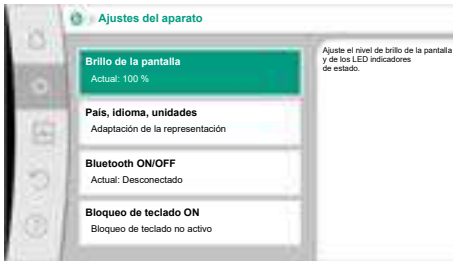 Ajustes del aparato
Brillo de la pantalla
Actual: 100 %
País, idioma, unidades
Adaptación de la representación
Bluetooth ON/OFF
Actual: Desconectado
Bloqueo de teclado ON
Bloqueo de teclado no activo
Ajuste el nivel de brillo de la pantalla
y de los LED indicadores
de estado.